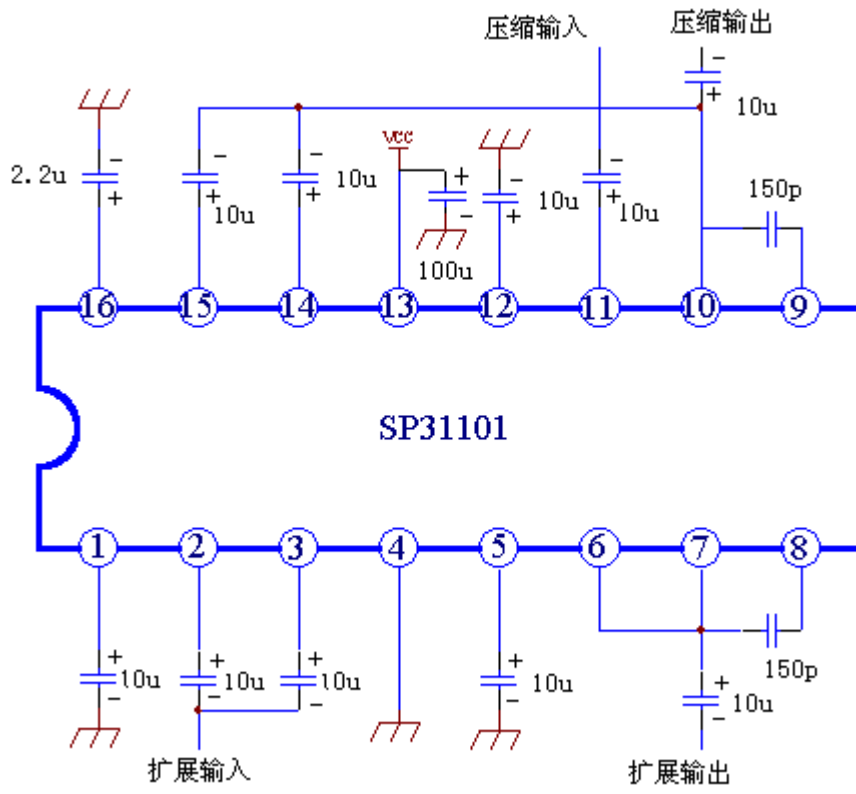 压缩输入 压缩输出
- + 10u
2.2u - +
- + 10u
- + 10u
VCC
+ - 100u
- + 10u
- + 10u
150p
16 15 14 13 12 11 10 9
SP31101
1 2 3 4 5 6 7 8
+ 10u -
+ 10u -
+ 10u -
+ 10u -
150p
+ 10u -
扩展输入 扩展输出